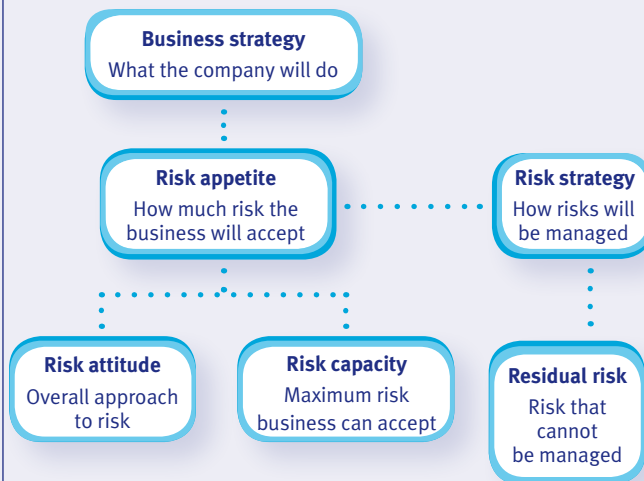 Business strategy
What the company will do
Risk appetite
How much risk the
business will accept
Risk strategy
How risks will
be managed
Risk attitude
Overall approach
to risk
Risk capacity
Maximum risk
business can accept
Residual risk
Risk that
cannot
be managed